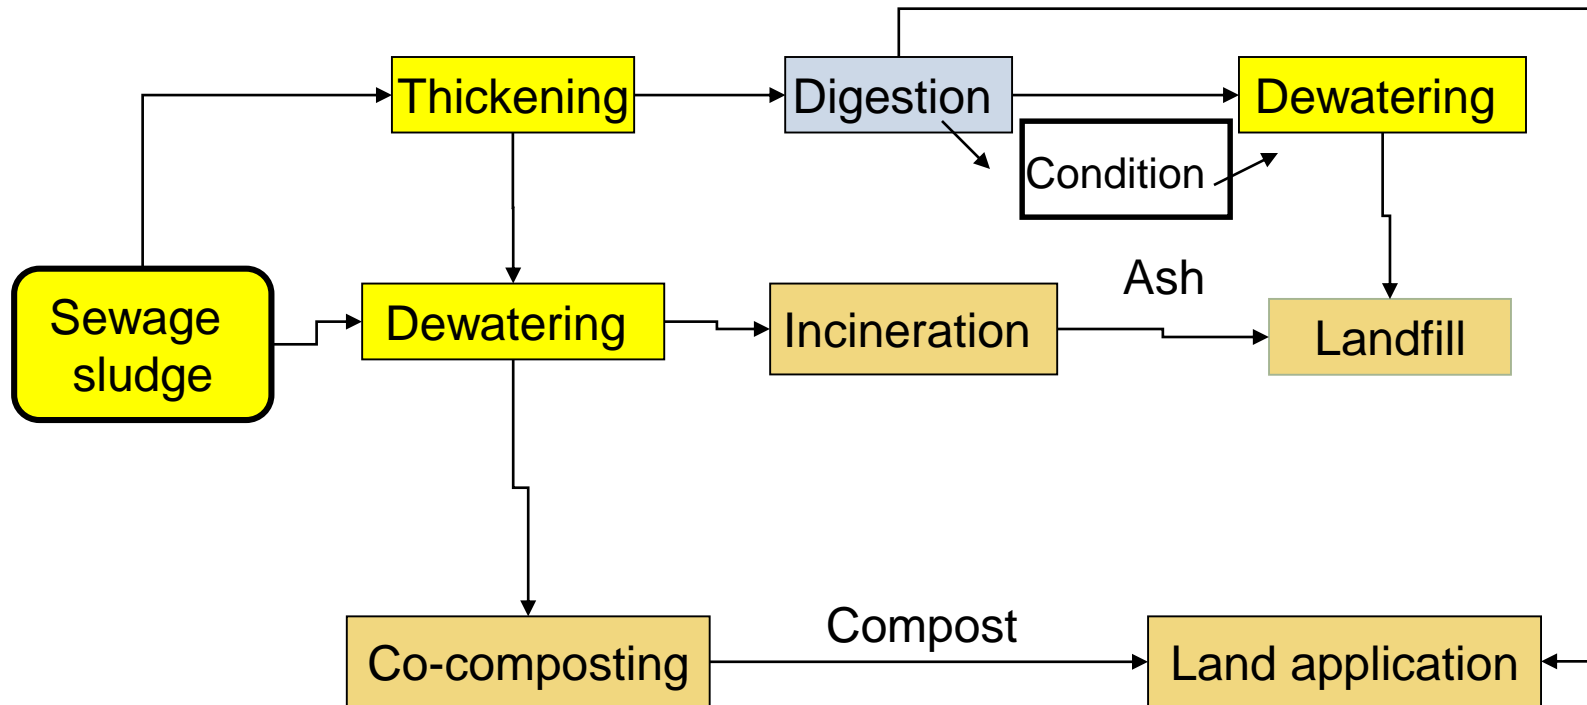 Thickening
Digestion
Dewatering
Condition
Ash
Sewage
sludge
Dewatering
Incineration
Landfill
Compost
Co-composting
Land application